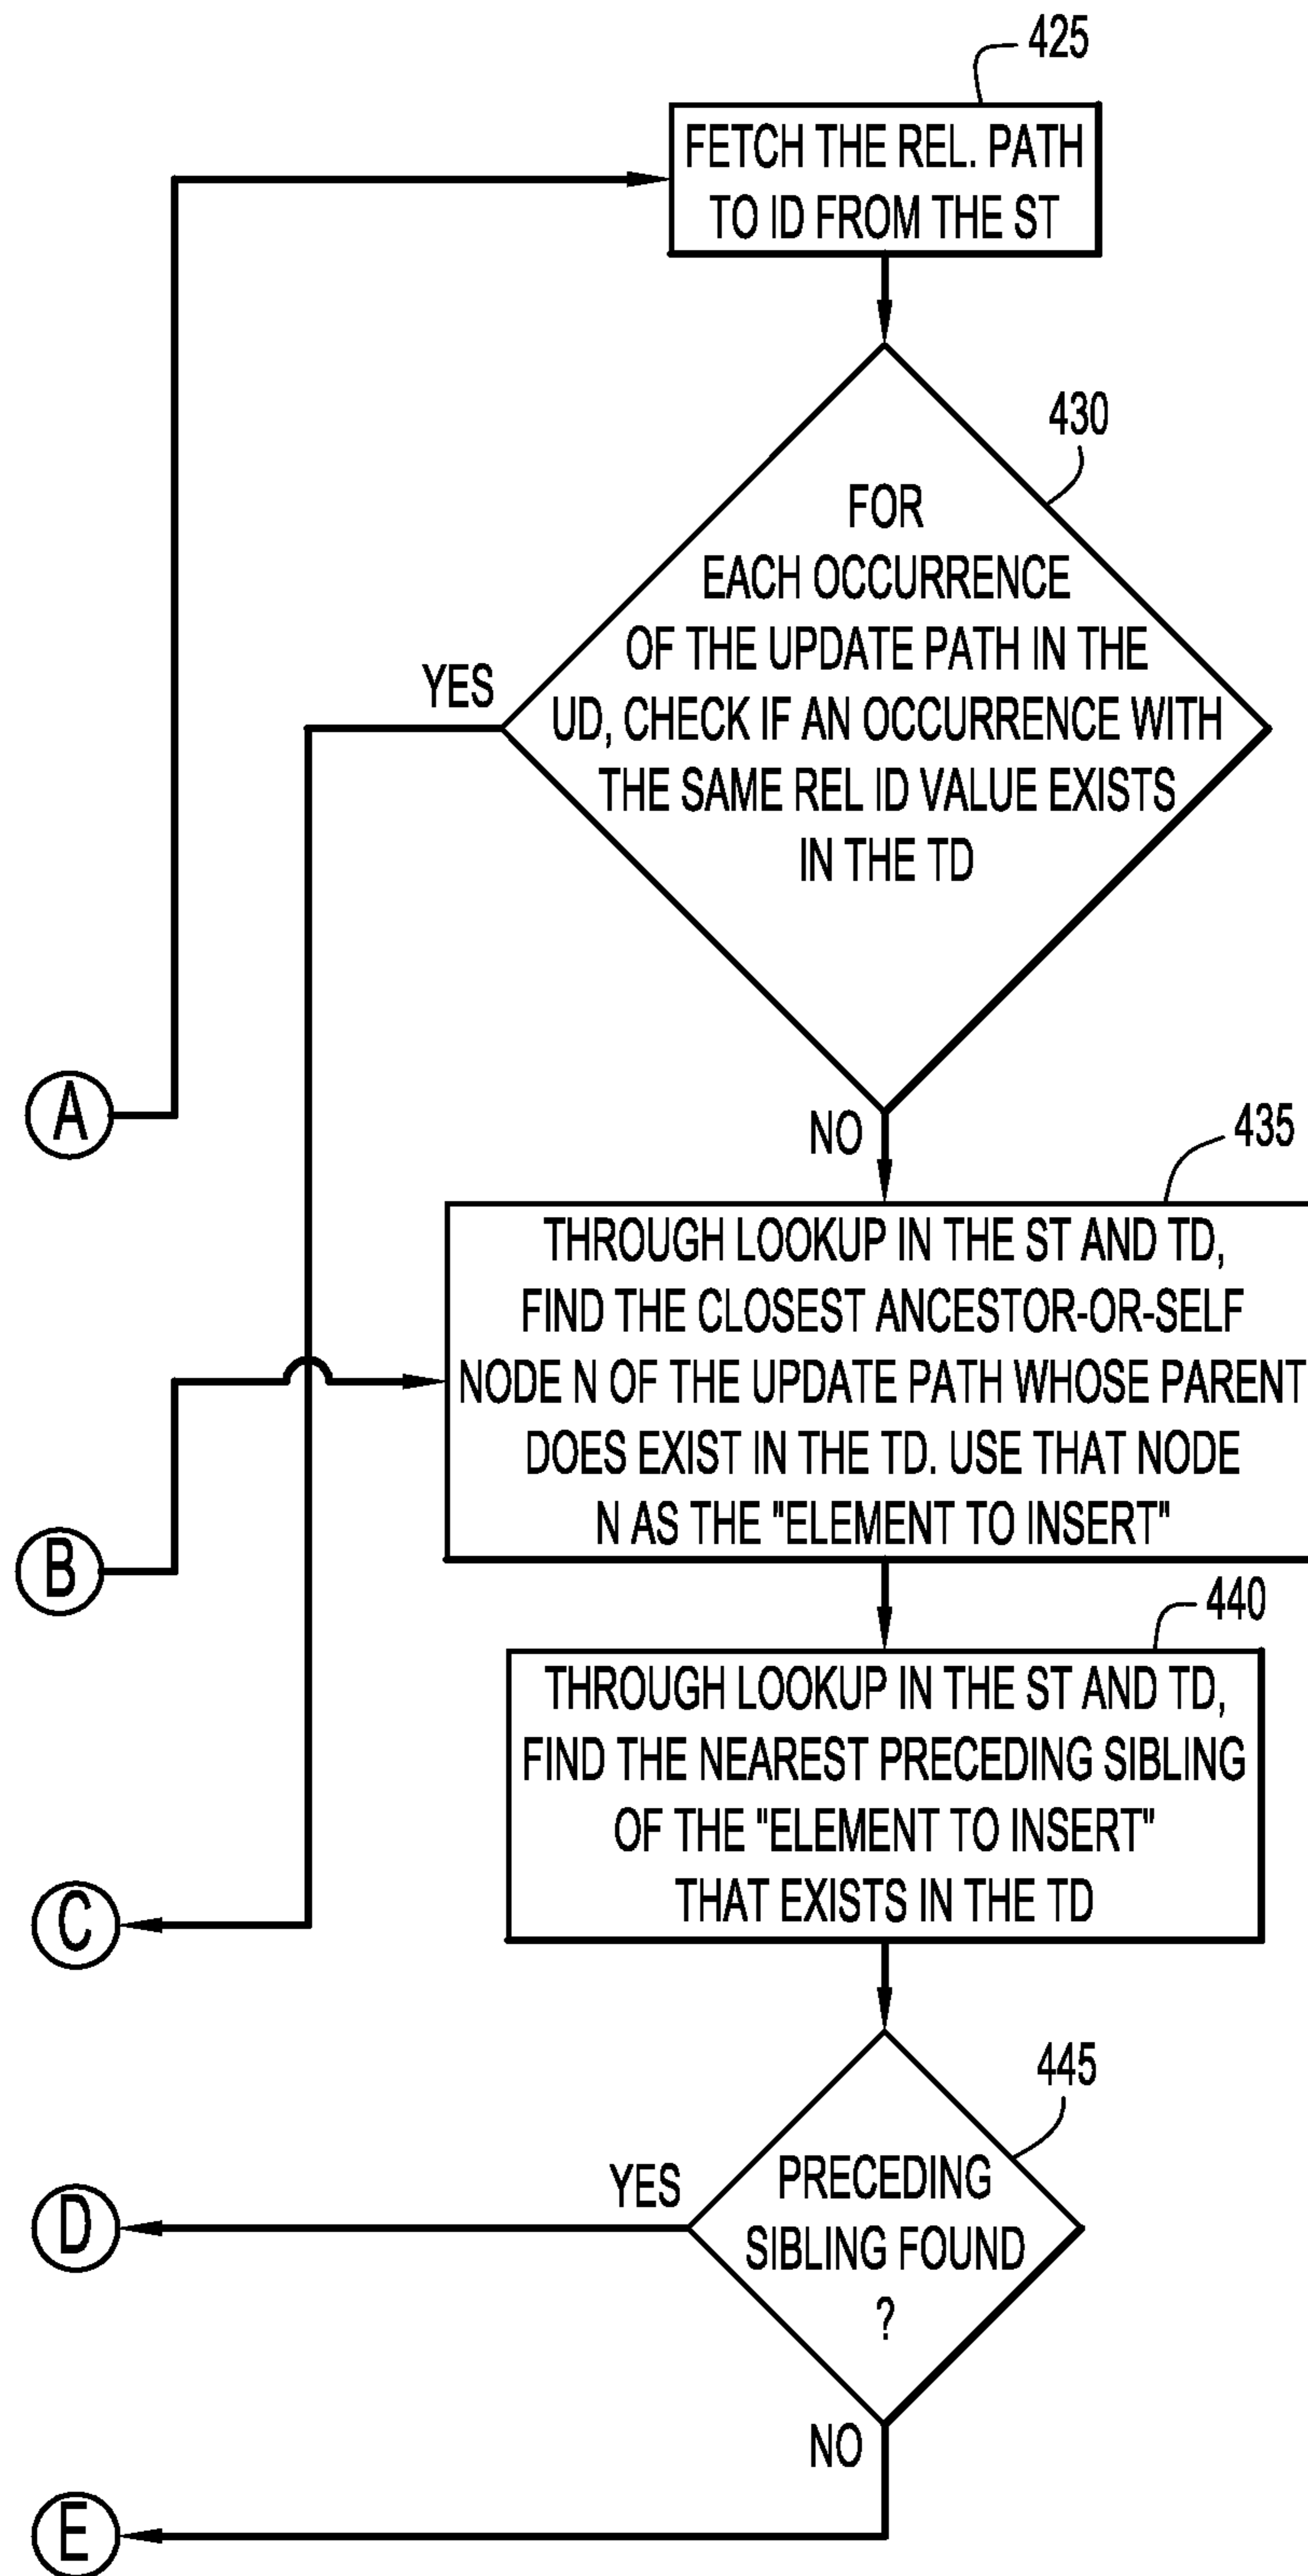 425
FETCH THE REL. PATH
TO ID FROM THE ST
430
FOR
EACH OCCURRENCE
OF THE UPDATE PATH IN THE
UD, CHECK IF AN OCCURRENCE WITH
THE SAME REL ID VALUE EXISTS
IN THE TD
YES
A
NO
435
THROUGH LOOKUP IN THE ST AND TD,
FIND THE CLOSEST ANCESTOR-OR-SELF
NODE N OF THE UPDATE PATH WHOSE PARENT
DOES EXIST IN THE TD. USE THAT NODE
N AS THE "ELEMENT TO INSERT"
B
440
THROUGH LOOKUP IN THE ST AND TD,
FIND THE NEAREST PRECEDING SIBLING
OF THE "ELEMENT TO INSERT"
THAT EXISTS IN THE TD
C
445
YES
PRECEDING
SIBLING FOUND
?
D
NO
E